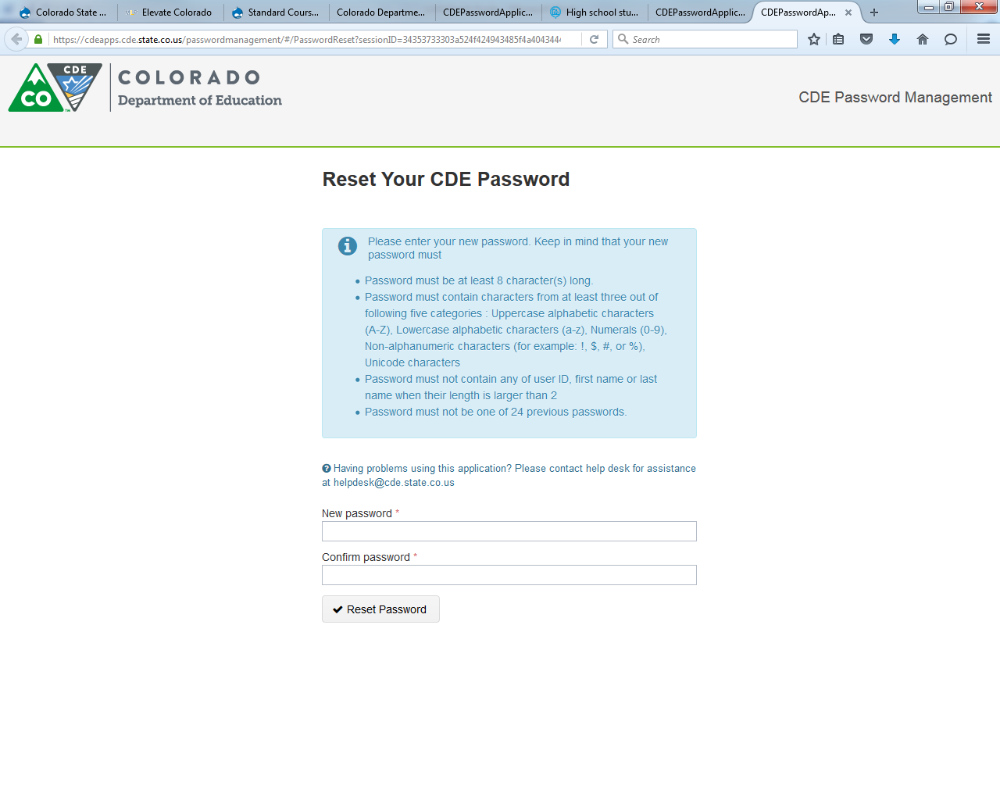 Colorado State ...
Elevate Colorado
Standard Cours...
Colorado Departme...
CDEPasswordApplic...
High school stu...
CDEPasswordApplic...
CDEPasswordAp...
https://cdeapps.cde.state.co.us/passwordmanagement/#/PasswordReset?sessionID=34353733303a524f424943485f4a404344
Search
CDE
CO
TM
COLORADO
Department of Education
CDE Password Management
Reset Your CDE Password
Please enter your new password. Keep in mind that your new
password must
• Password must be at least 8 character(s) long.
• Password must contain characters from at least three out of
following five categories : Uppercase alphabetic characters
(A-Z), Lowercase alphabetic characters (a-z), Numerals (0-9),
Non-alphanumeric characters (for example: !, $, #, or %),
Unicode characters
• Password must not contain any of user ID, first name or last
name when their length is larger than 2
• Password must not be one of 24 previous passwords.
Having problems using this application? Please contact help desk for assistance
at helpdesk@cde.state.co.us
New password *
Confirm password *
Reset Password